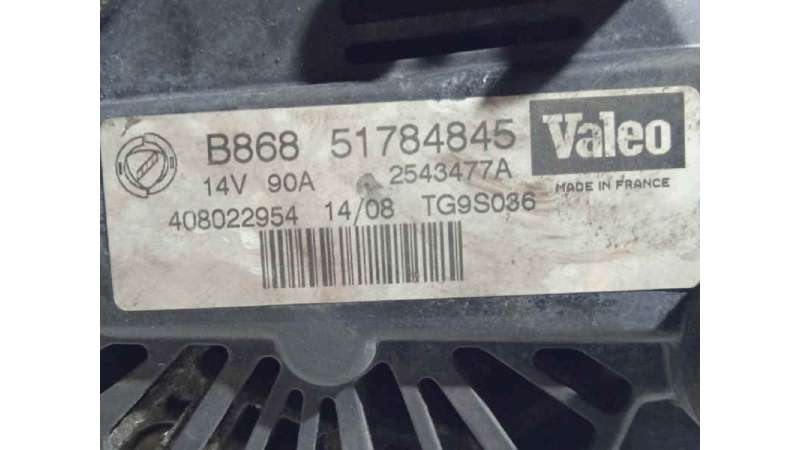 B868 51784845 Valeo
14V 90A 2543477A MADE IN FRANCE
408022954 14/08 TG9S036